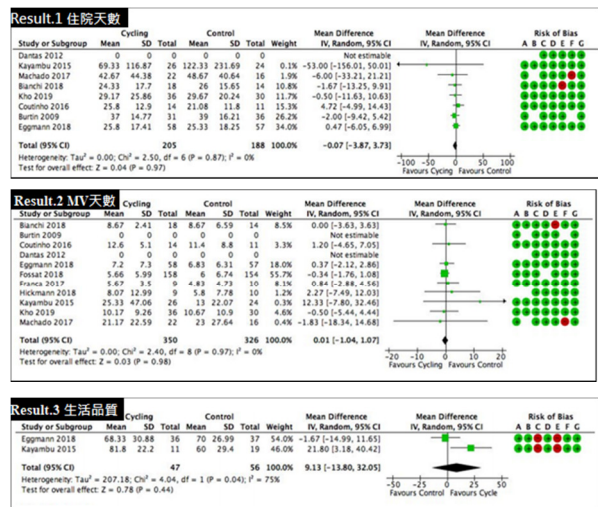 Result.1 住院天數
Cycling Control Mean Difference Mean Difference Risk of Bias
Study or Subgroup Mean SD Total Mean SD Total Weight IV, Random, 95% CI IV, Random, 95% CI A B C D E F G
Dantas 2012 0 0 0 0 0 0 Not estimable
Kayambu 2015 69.33 116.87 26 122.33 231.69 24 0.1% -53.00 [-156.01, 50.01]
Machado 2017 42.67 44.38 22 48.67 40.64 16 1.9% -6.00 [-33.21, 21.21]
Bianchi 2018 24.33 17.7 18 26 15.65 14 -1.67 [-13.25, 9.91]
Kho 2019 29.17 25.86 36 29.67 20.24 30 -0.50 [-11.63, 10.63]
Coutinho 2016 25.8 12.9 14 21.08 11.8 11 4.72 [-4.99, 14.43]
Burtin 2009 37 14.77 31 39 16.21 36 -2.00 [-9.42, 5.42]
Eggmann 2018 25.8 17.41 58 25.33 18.25 57 0.47 [-6.05, 6.99]
Total (95% CI) 205 188 100.0% -0.07 [-3.87, 3.73]
Heterogeneity: Tau² = 0.00; Chi² = 2.50, df = 6 (P = 0.87); I² = 0%
Test for overall effect: Z = 0.04 (P = 0.97)
-100 -50 0 50 100
Favours Cycling Favours Control
Result.2 MV天數
Cycling Control Mean Difference Mean Difference Risk of Bias
Study or Subgroup Mean SD Total Mean SD Total Weight IV, Random, 95% CI IV, Random, 95% CI A B C D E F G
Bianchi 2018 8.67 2.41 18 8.67 6.59 14 0.00 [-3.63, 3.63]
Burtin 2009 0 0 0 0 0 0 Not estimable
Coutinho 2016 12.6 5.1 14 11.4 8.8 11 1.20 [-4.65, 7.05]
Dantas 2012 0 0 0 0 0 0 Not estimable
Eggmann 2018 7.2 7.3 58 6.83 6.31 57 0.37 [-2.12, 2.86]
Fossat 2018 5.66 5.99 158 6 6.74 154 -0.34 [-1.76, 1.08]
Franca 2017 5.67 3.5 9 4.83 4.73 10 0.84 [-2.88, 4.56]
Hickmann 2018 8.07 12.99 9 5.8 7.78 10 2.27 [-7.49, 12.03]
Kayambu 2015 25.33 47.06 26 13 22.07 24 12.33 [-7.80, 32.46]
Kho 2019 10.17 9.26 36 10.67 10.9 30 -0.50 [-5.44, 4.44]
Machado 2017 21.17 22.59 22 23 27.64 16 -1.83 [-18.34, 14.68]
Total (95% CI) 350 326 100.0% 0.01 [-1.04, 1.07]
Heterogeneity: Tau² = 0.00; Chi² = 2.40, df = 8 (P = 0.97); I² = 0%
Test for overall effect: Z = 0.03 (P = 0.98)
-20 -10 0 10 20
Favours Cycling Favours Control
Result.3 生活品質
Cycling Control Mean Difference Mean Difference Risk of Bias
Study or Subgroup Mean SD Total Mean SD Total Weight IV, Random, 95% CI IV, Random, 95% CI A B C D E F G
Eggmann 2018 68.33 30.88 36 70 26.99 37 54.0% -1.67 [-14.99, 11.65]
Kayambu 2015 81.8 22.2 11 60 29.4 19 46.0% 21.80 [3.18, 40.42]
Total (95% CI) 47 56 100.0% 9.13 [-13.80, 32.05]
Heterogeneity: Tau² = 207.18; Chi² = 4.04, df = 1 (P = 0.04); I² = 75%
Test for overall effect: Z = 0.78 (P = 0.44)
-100 -50 0 50 100
Favours Control Favours Cycle